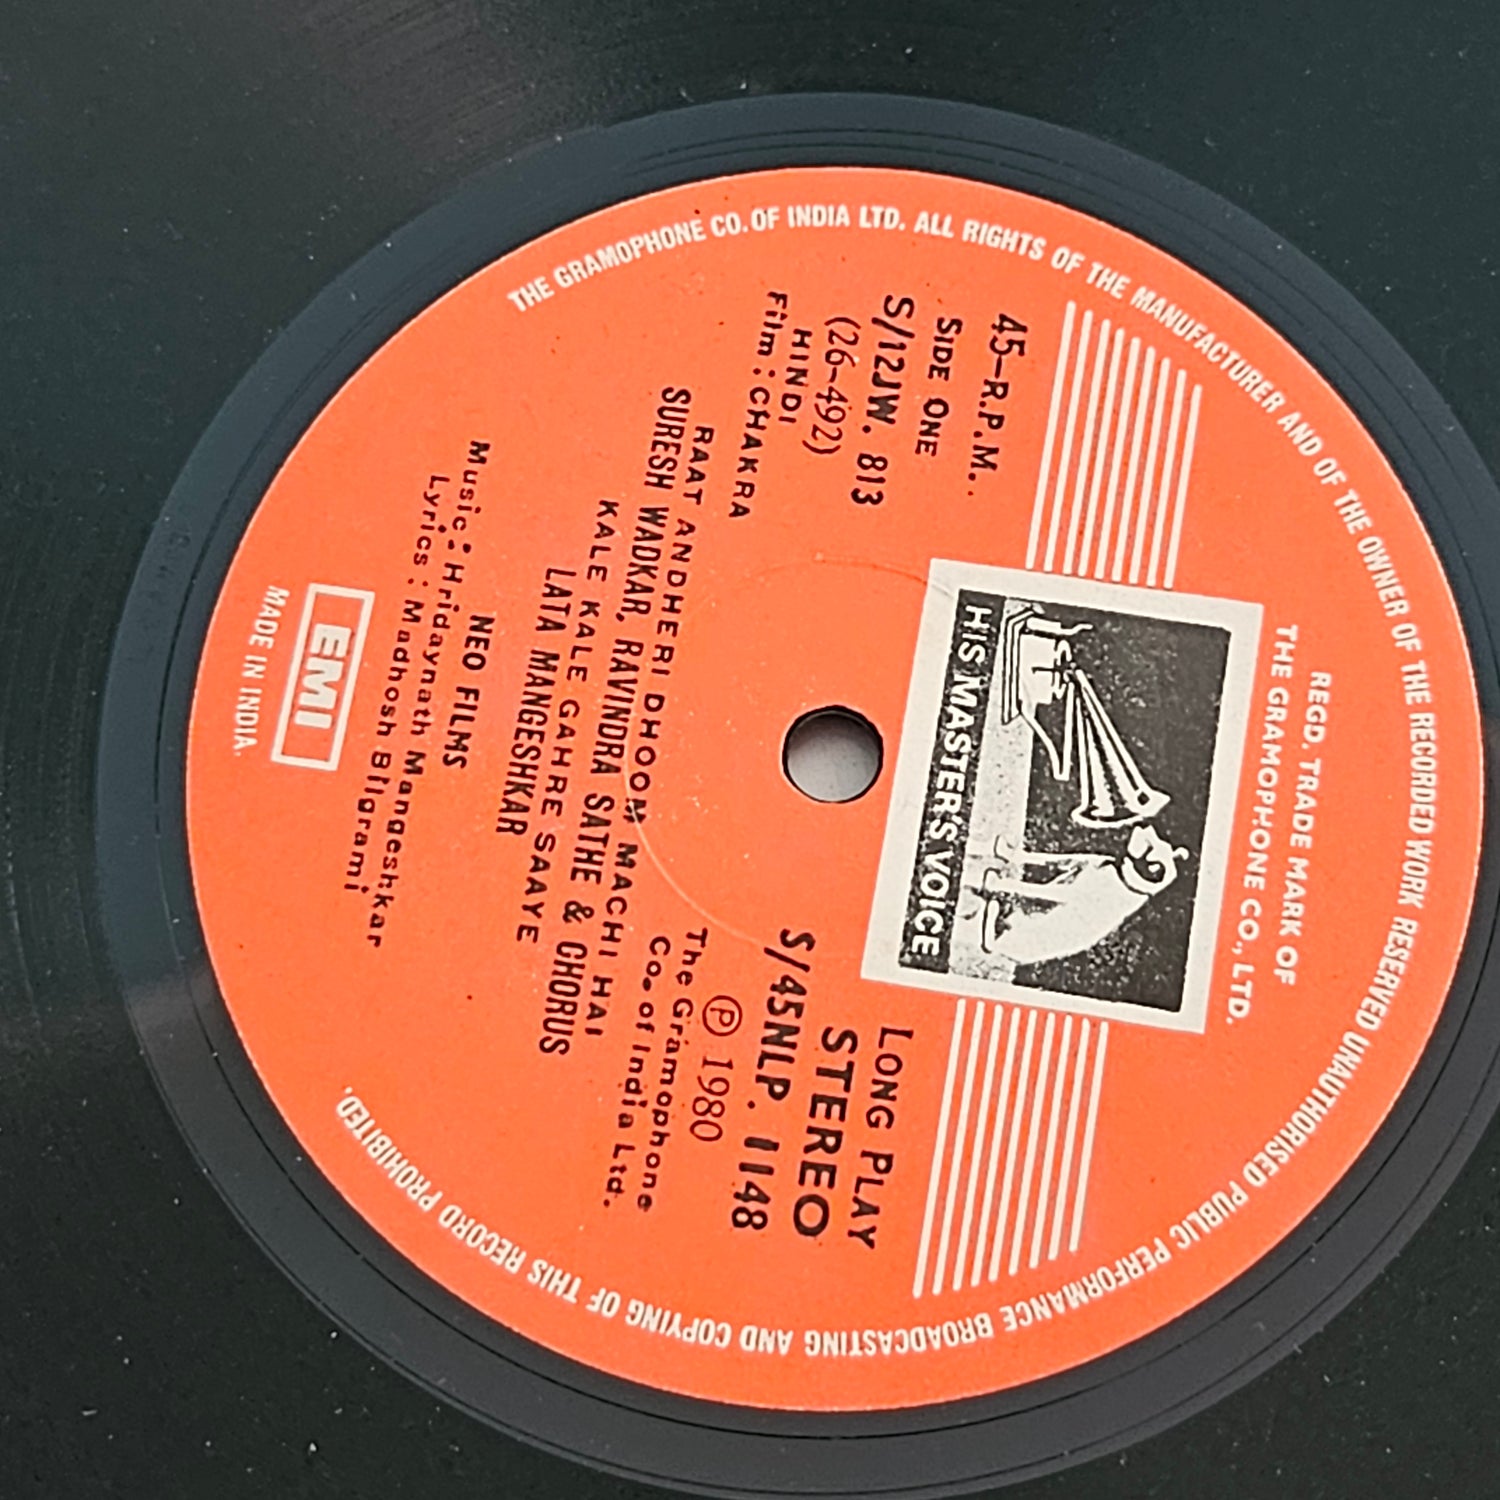 THE GRAMOPHONE CO. OF INDIA LTD. ALL RIGHTS OF THE MANUFACTURER AND OF THE OWNER OF THE RECORDED WORK RESERVED UNAUTHORISED PUBLIC PERFORMANCE BROADCASTING AND COPYING OF THIS RECORD PROHIBITED.
REGD. TRADE MARK OF
THE GRAMOPHONE CO., LTD.
HIS MASTER'S VOICE
45-R.P.M.
SIDE ONE
S/12JW. 813
(26-492)
HINDI
Film : CHAKRA
LONG PLAY
STEREO
S/45NLP. 1148
Ⓟ 1980
The Gramophone
Co. of India Ltd.
RAAT ANDHERI DHOOM MACHI HAI
SURESH WADKAR, RAVINDRA SATHE & CHORUS
KALE KALE GAHRE SAAYE
LATA MANGESHKAR
NEO FILMS
Music : Hridaynath Mangeshkar
Lyrics : Madhosh Bilgrami
EMI
MADE IN INDIA.